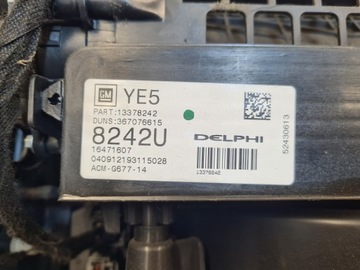 GM YE5
PART:13378242
DUNS:367076615
8242U
DELPHI
16471607
040912193115028
ACM-G677-14
13378242
52430613